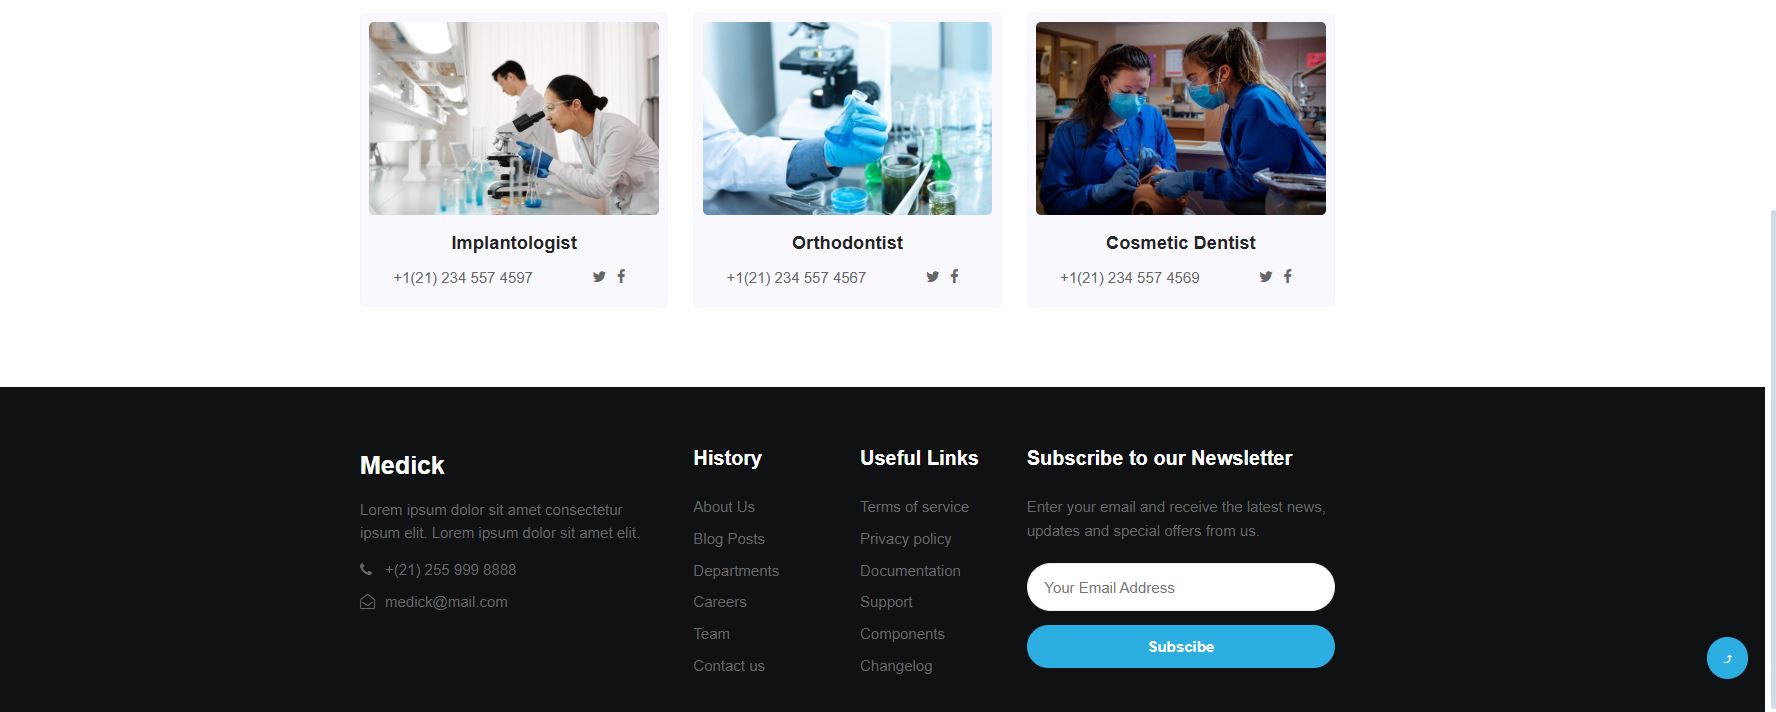 Implantologist
+1(21) 234 557 4597
Orthodontist
+1(21) 234 557 4567
Cosmetic Dentist
+1(21) 234 557 4569
Medick
Lorem ipsum dolor sit amet consectetur
ipsum elit. Lorem ipsum dolor sit amet elit.
+(21) 255 999 8888
medick@mail.com
History
About Us
Blog Posts
Departments
Careers
Team
Contact us
Useful Links
Terms of service
Privacy policy
Documentation
Support
Components
Changelog
Subscribe to our Newsletter
Enter your email and receive the latest news,
updates and special offers from us.
Your Email Address
Subscibe